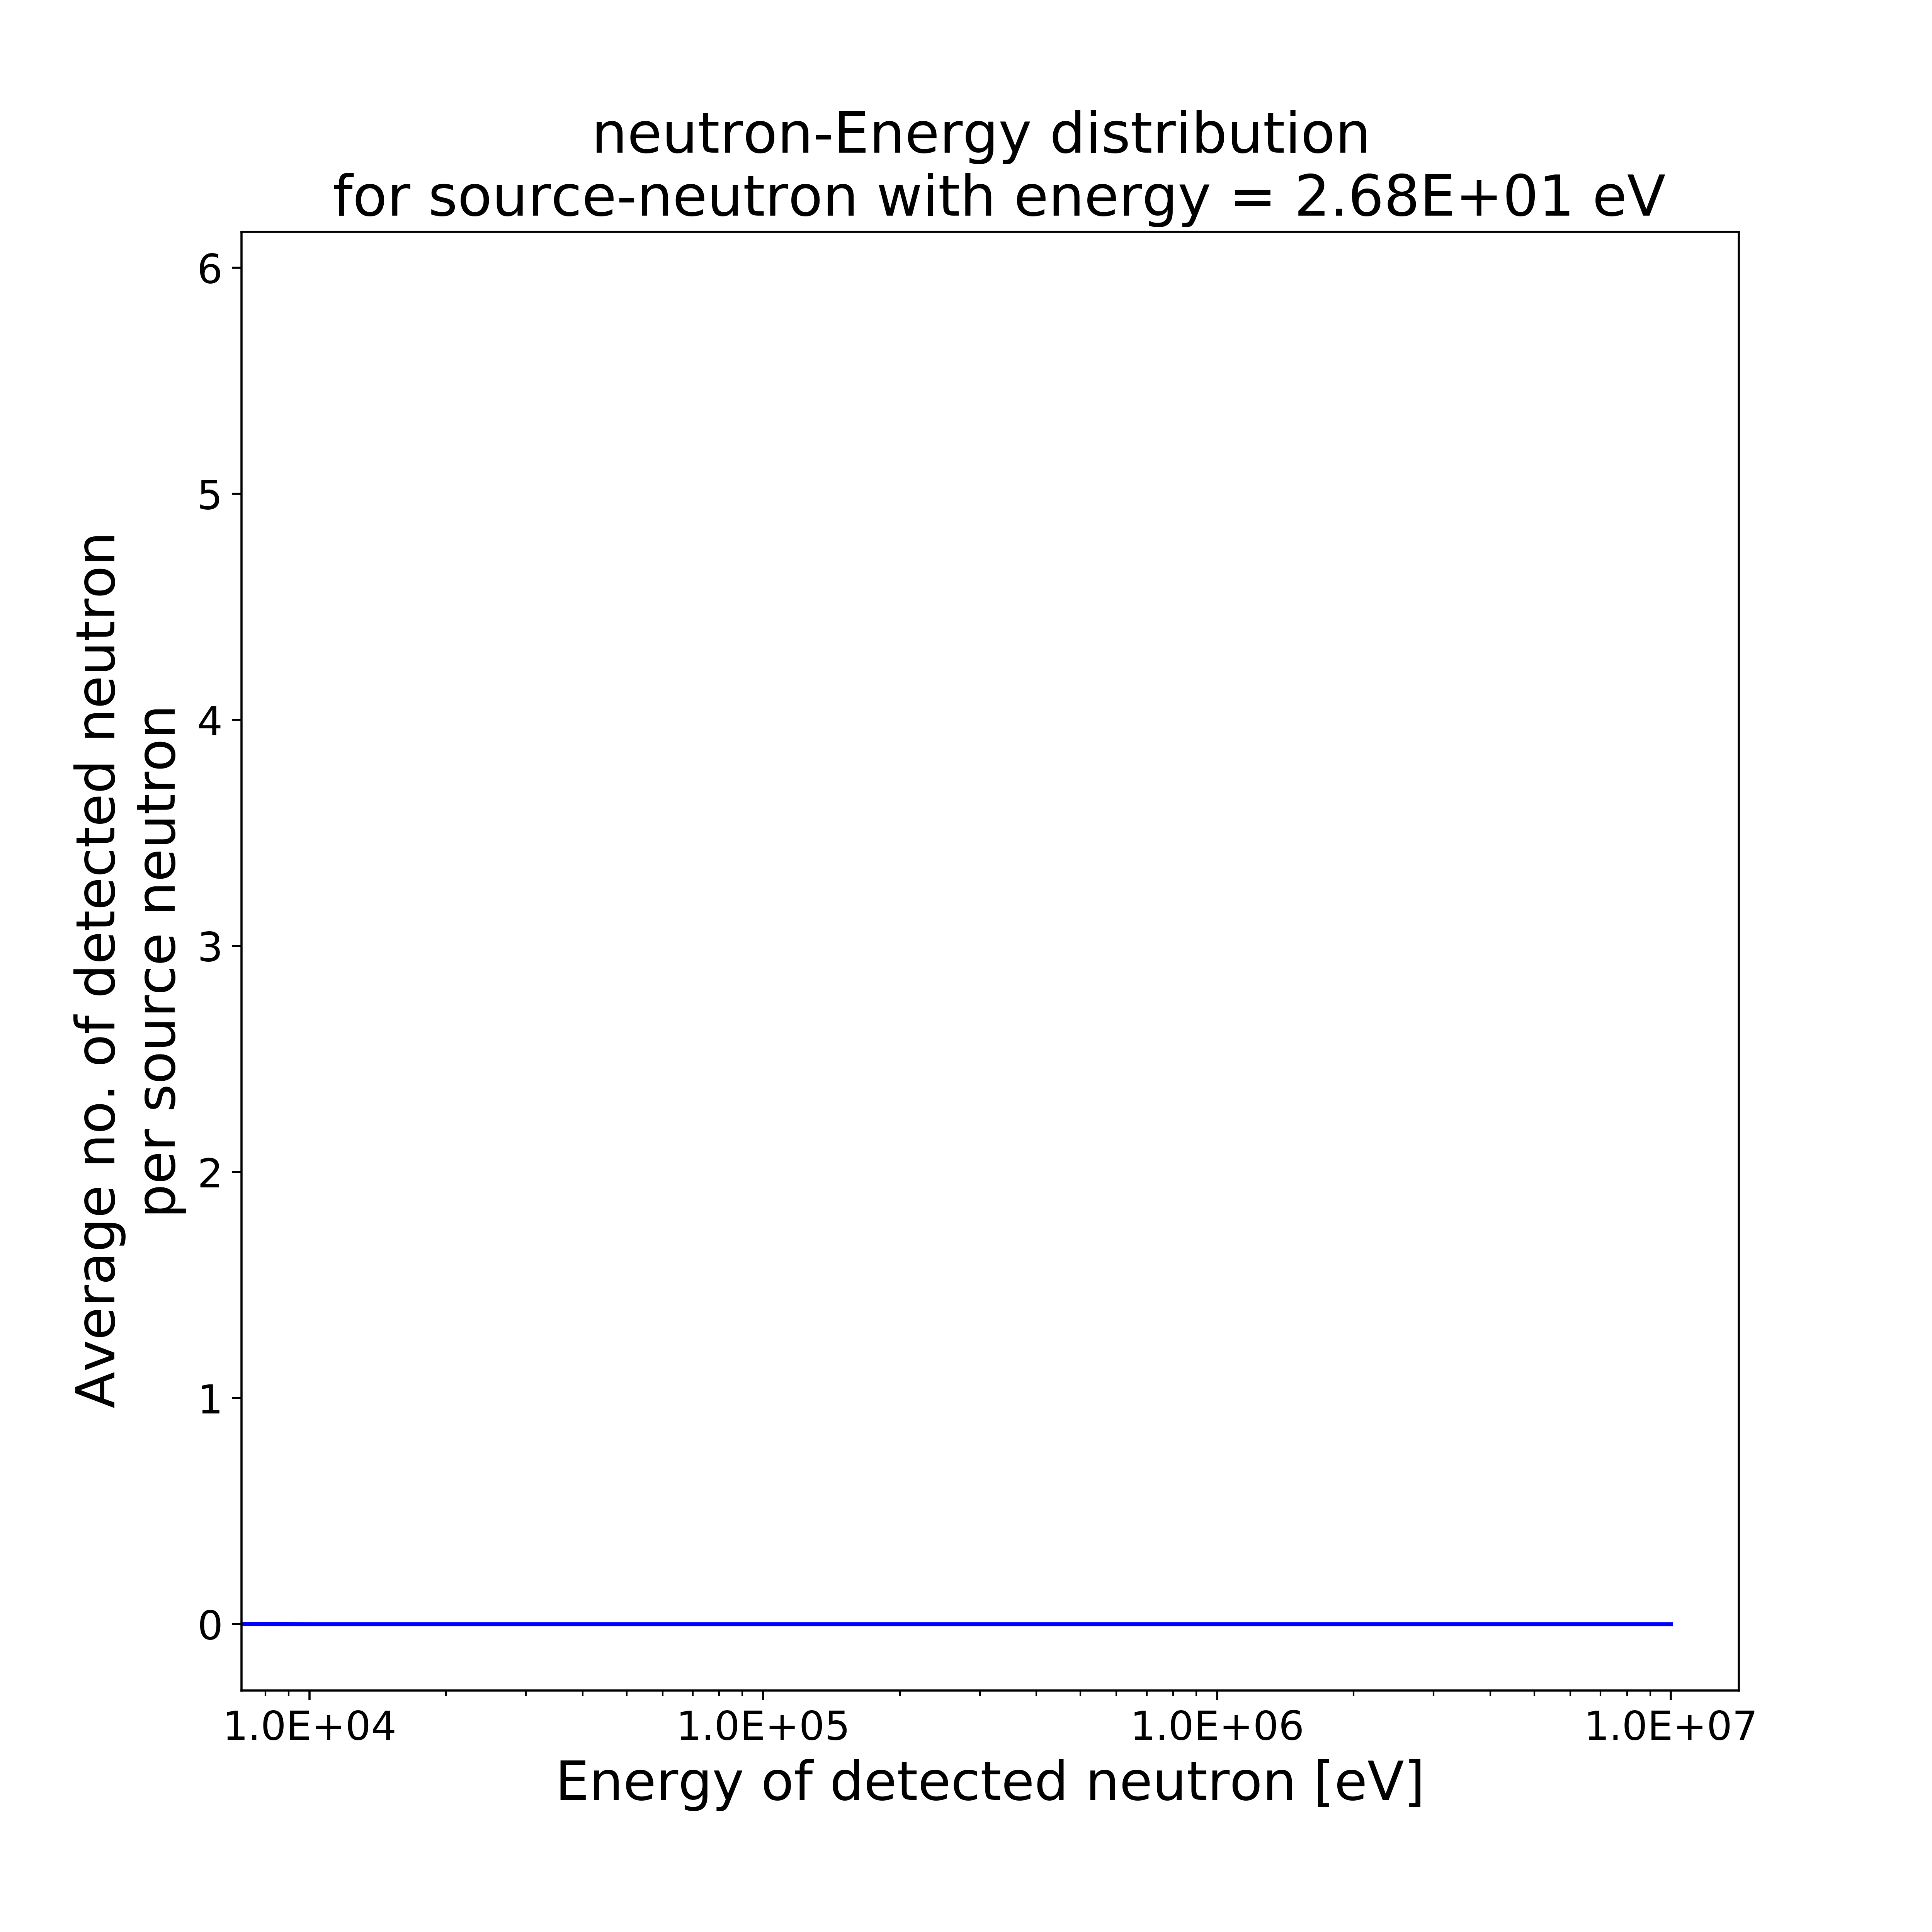 neutron-Energy distribution
for source-neutron with energy = 2.68E+01 eV
Average no. of detected neutron
per source neutron
6
5
4
3
2
1
0
1.0E+04
1.0E+05
1.0E+06
1.0E+07
Energy of detected neutron [eV]